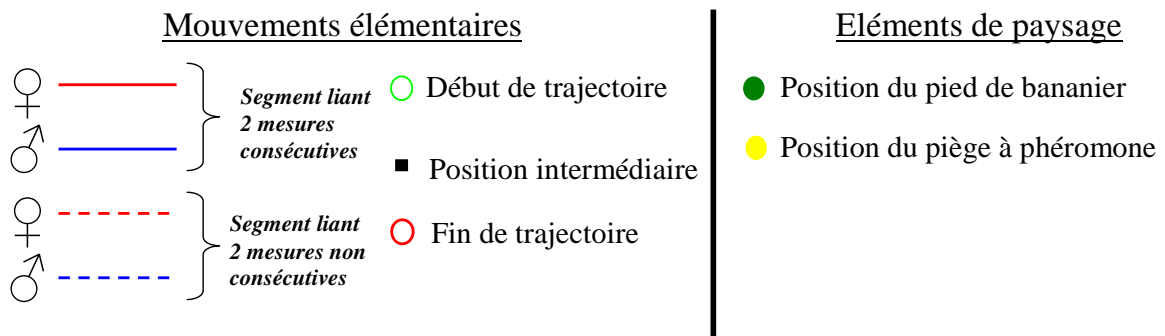 Mouvements élémentaires
Segment liant
2 mesures
consécutives
Segment liant
2 mesures non
consécutives
Début de trajectoire
Position intermédiaire
Fin de trajectoire
Eléments de paysage
Position du pied de bananier
Position du piège à phéromone